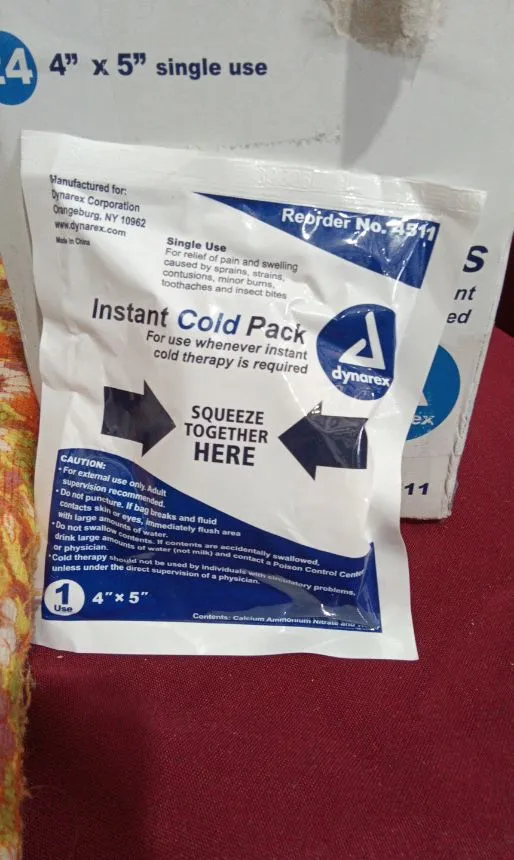 24 4” x 5” single use
Manufactured for:
Dynarex Corporation
Orangeburg, NY 10962
www.dynarex.com
Made in China
Reorder No. 4511
Single Use
For relief of pain and swelling
caused by sprains, strains,
contusions, minor burns,
toothaches and insect bites
Instant Cold Pack
For use whenever instant
cold therapy is required
dynarex
SQUEEZE
TOGETHER
HERE
CAUTION:
• For external use only. Adult
supervision recommended.
• Do not puncture. If bag breaks and fluid
contacts skin or eyes, immediately flush area
with large amounts of water.
• Do not swallow contents. If contents are accidentally swallowed,
drink large amounts of water (not milk) and contact a Poison Control Center
or physician.
• Cold therapy should not be used by individuals with circulatory problems,
unless under the direct supervision of a physician.
1
Use
4” x 5”
Contents: Calcium Ammonium Nitrate and
S
nt
ed
ex
11